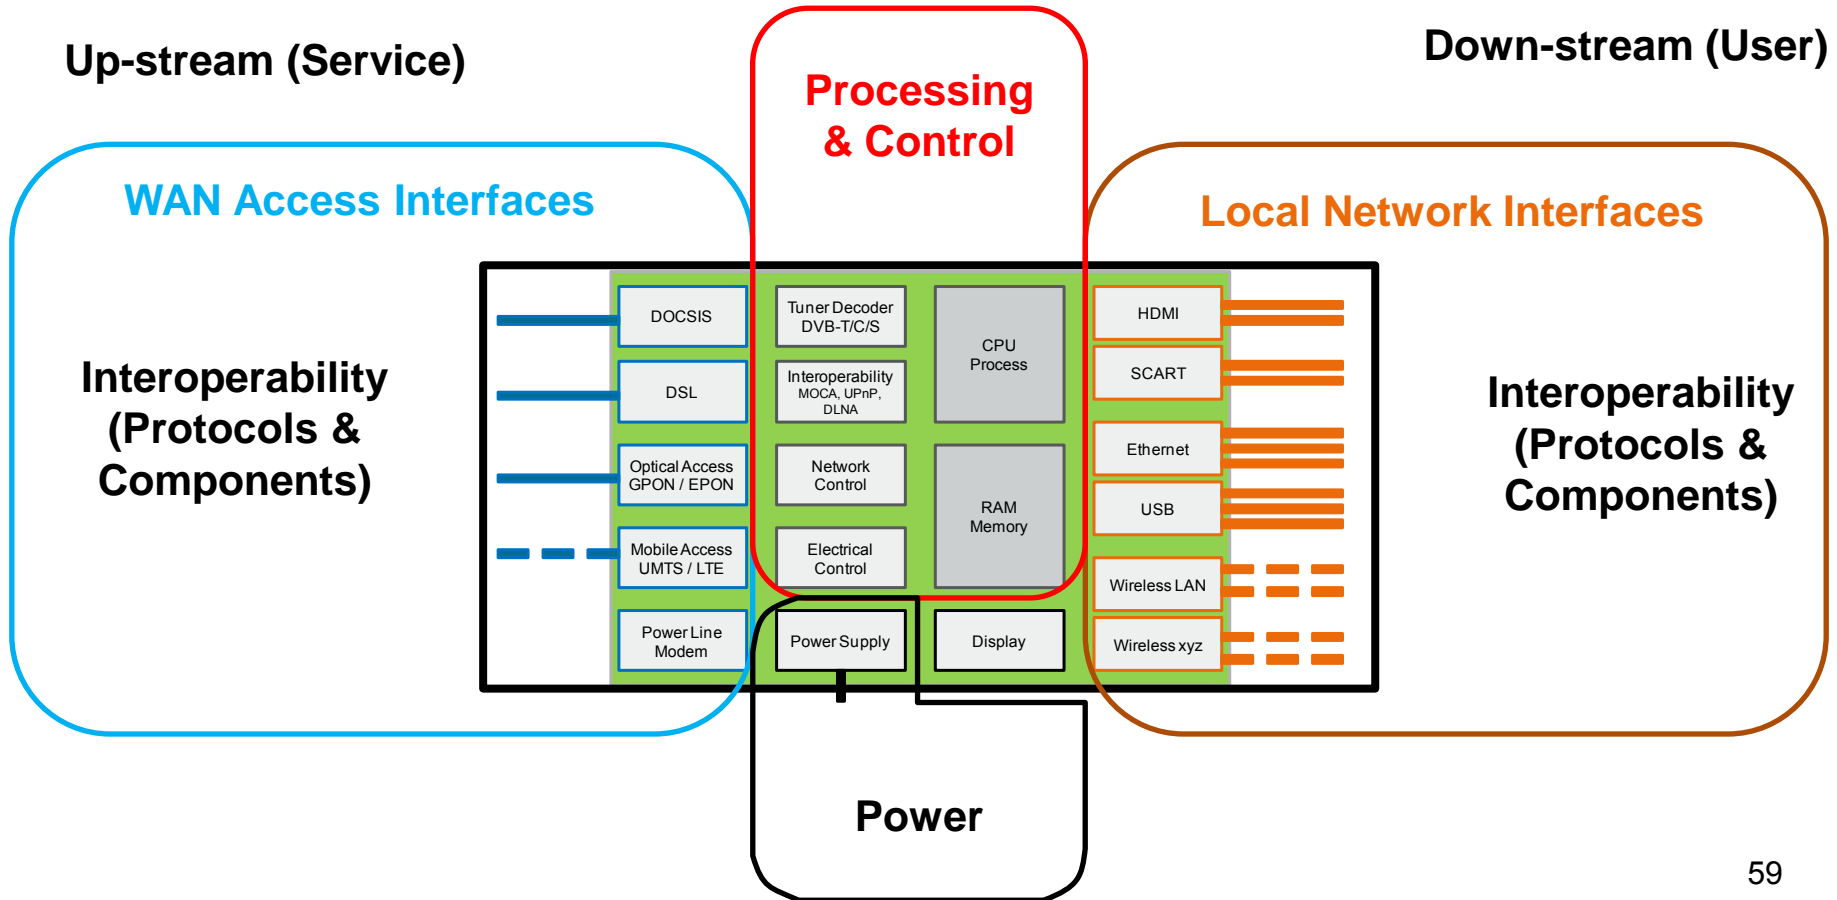 Up-stream (Service)
Down-stream (User)
Processing
& Control
WAN Access Interfaces
Local Network Interfaces
Interoperability
(Protocols &
Components)
DOCSIS
DSL
Optical Access
GPON / EPON
Mobile Access
UMTS / LTE
Power Line
Modem
Tuner Decoder
DVB-T/C/S
Interoperability
MOCA, UPnP,
DLNA
Network
Control
Electrical
Control
Power Supply
CPU
Process
RAM
Memory
Display
HDMI
SCART
Ethernet
USB
Wireless LAN
Wireless xyz
Interoperability
(Protocols &
Components)
Power
59